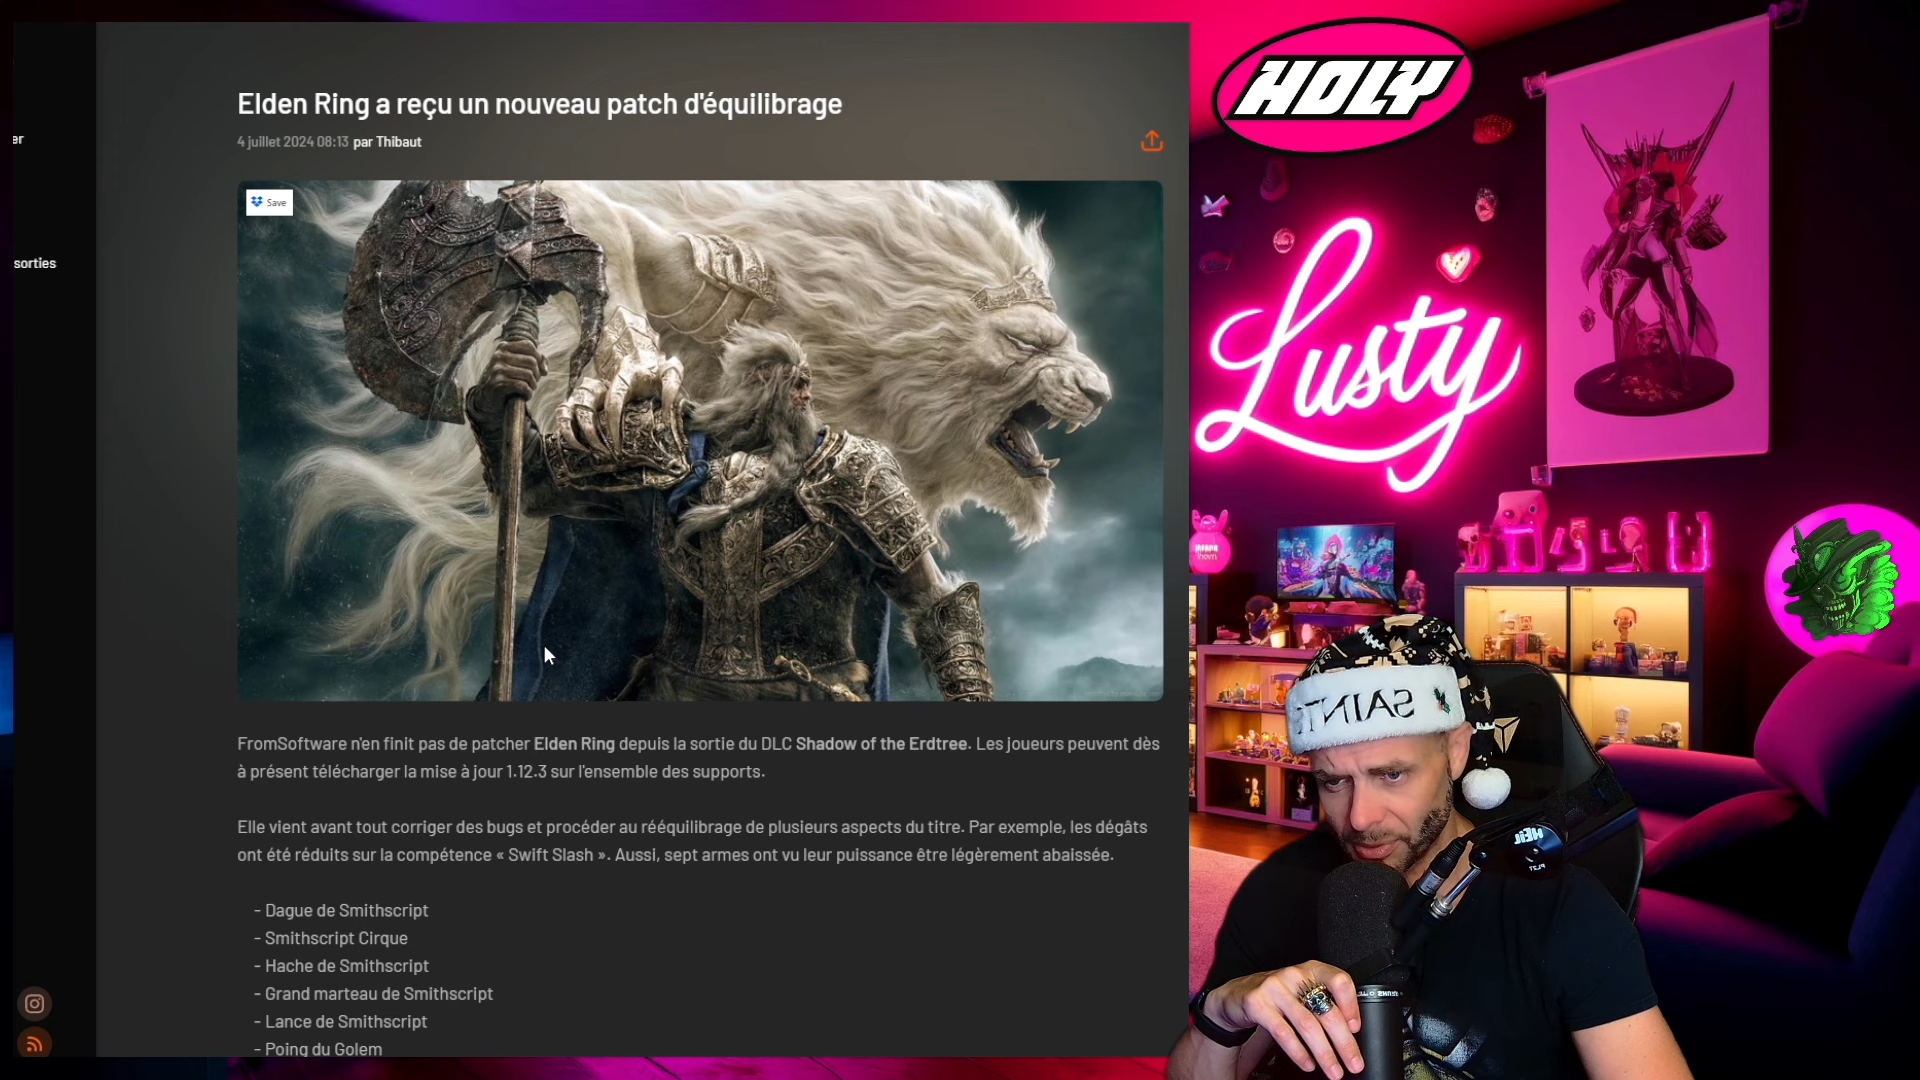 er
sorties
Elden Ring a reçu un nouveau patch d'équilibrage
4 juillet 2024 08:13 par Thibaut
Save
FromSoftware n'en finit pas de patcher Elden Ring depuis la sortie du DLC Shadow of the Erdtree. Les joueurs peuvent dès
à présent télécharger la mise à jour 1.12.3 sur l'ensemble des supports.
Elle vient avant tout corriger des bugs et procéder au rééquilibrage de plusieurs aspects du titre. Par exemple, les dégâts
ont été réduits sur la compétence « Swift Slash ». Aussi, sept armes ont vu leur puissance être légèrement abaissée.
- Dague de Smithscript
- Smithscript Cirque
- Hache de Smithscript
- Grand marteau de Smithscript
- Lance de Smithscript
- Poing du Golem
HOLY
Lusty
SAINT
HEIL
PL2T